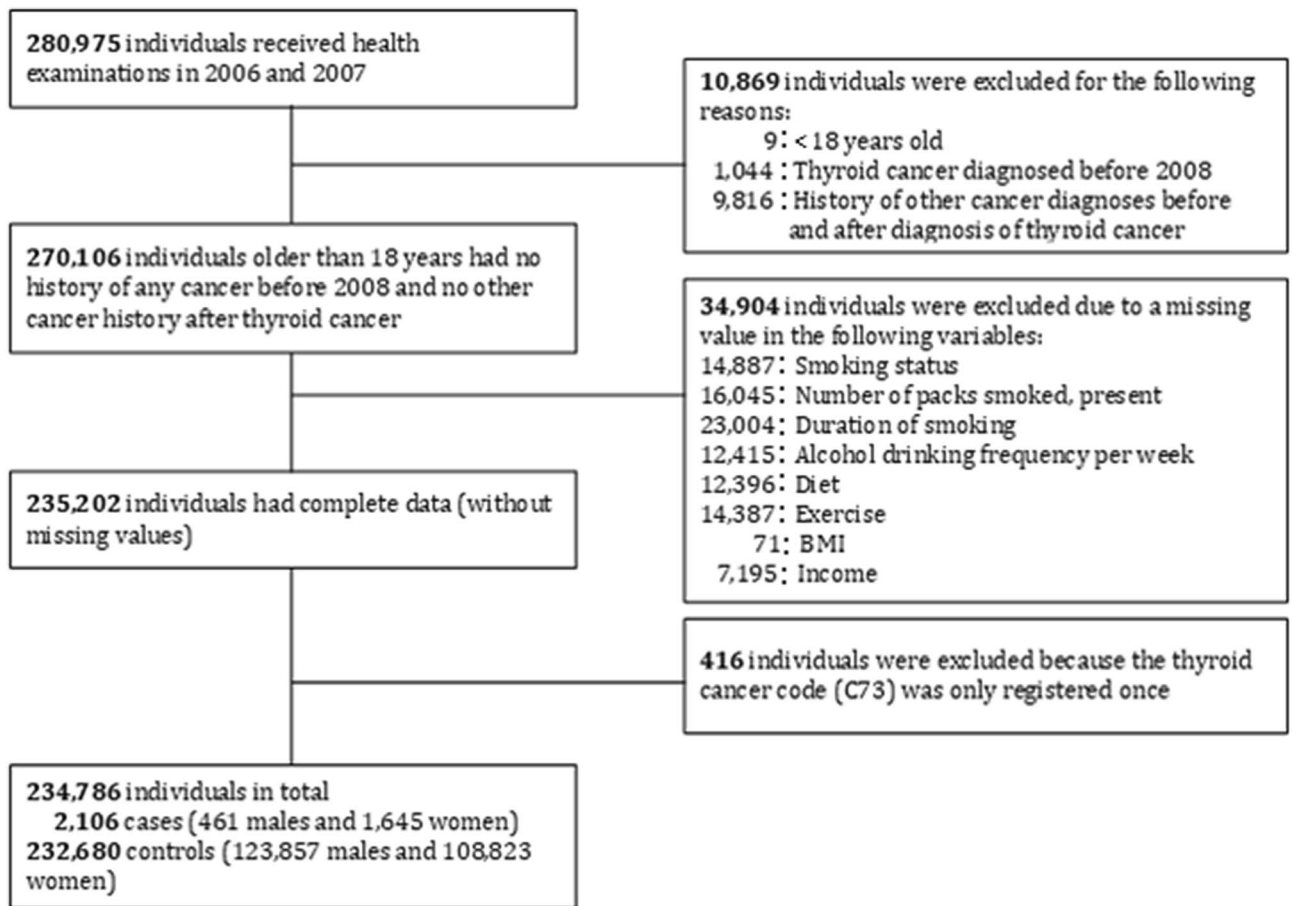 280,975 individuals received health
examinations in 2006 and 2007
10,869 individuals were excluded for the following
reasons:
9: < 18 years old
1,044 : Thyroid cancer diagnosed before 2008
9,816 : History of other cancer diagnoses before
and after diagnosis of thyroid cancer
270,106 individuals older than 18 years had no
history of any cancer before 2008 and no other
cancer history after thyroid cancer
34,904 individuals were excluded due to a missing
value in the following variables:
14,887: Smoking status
16,045: Number of packs smoked, present
23,004: Duration of smoking
12,415: Alcohol drinking frequency per week
12,396: Diet
14,387: Exercise
71: BMI
7,195: Income
235,202 individuals had complete data (without
missing values)
416 individuals were excluded because the thyroid
cancer code (C73) was only registered once
234,786 individuals in total
2,106 cases (461 males and 1,645 women)
232,680 controls (123,857 males and 108,823
women)